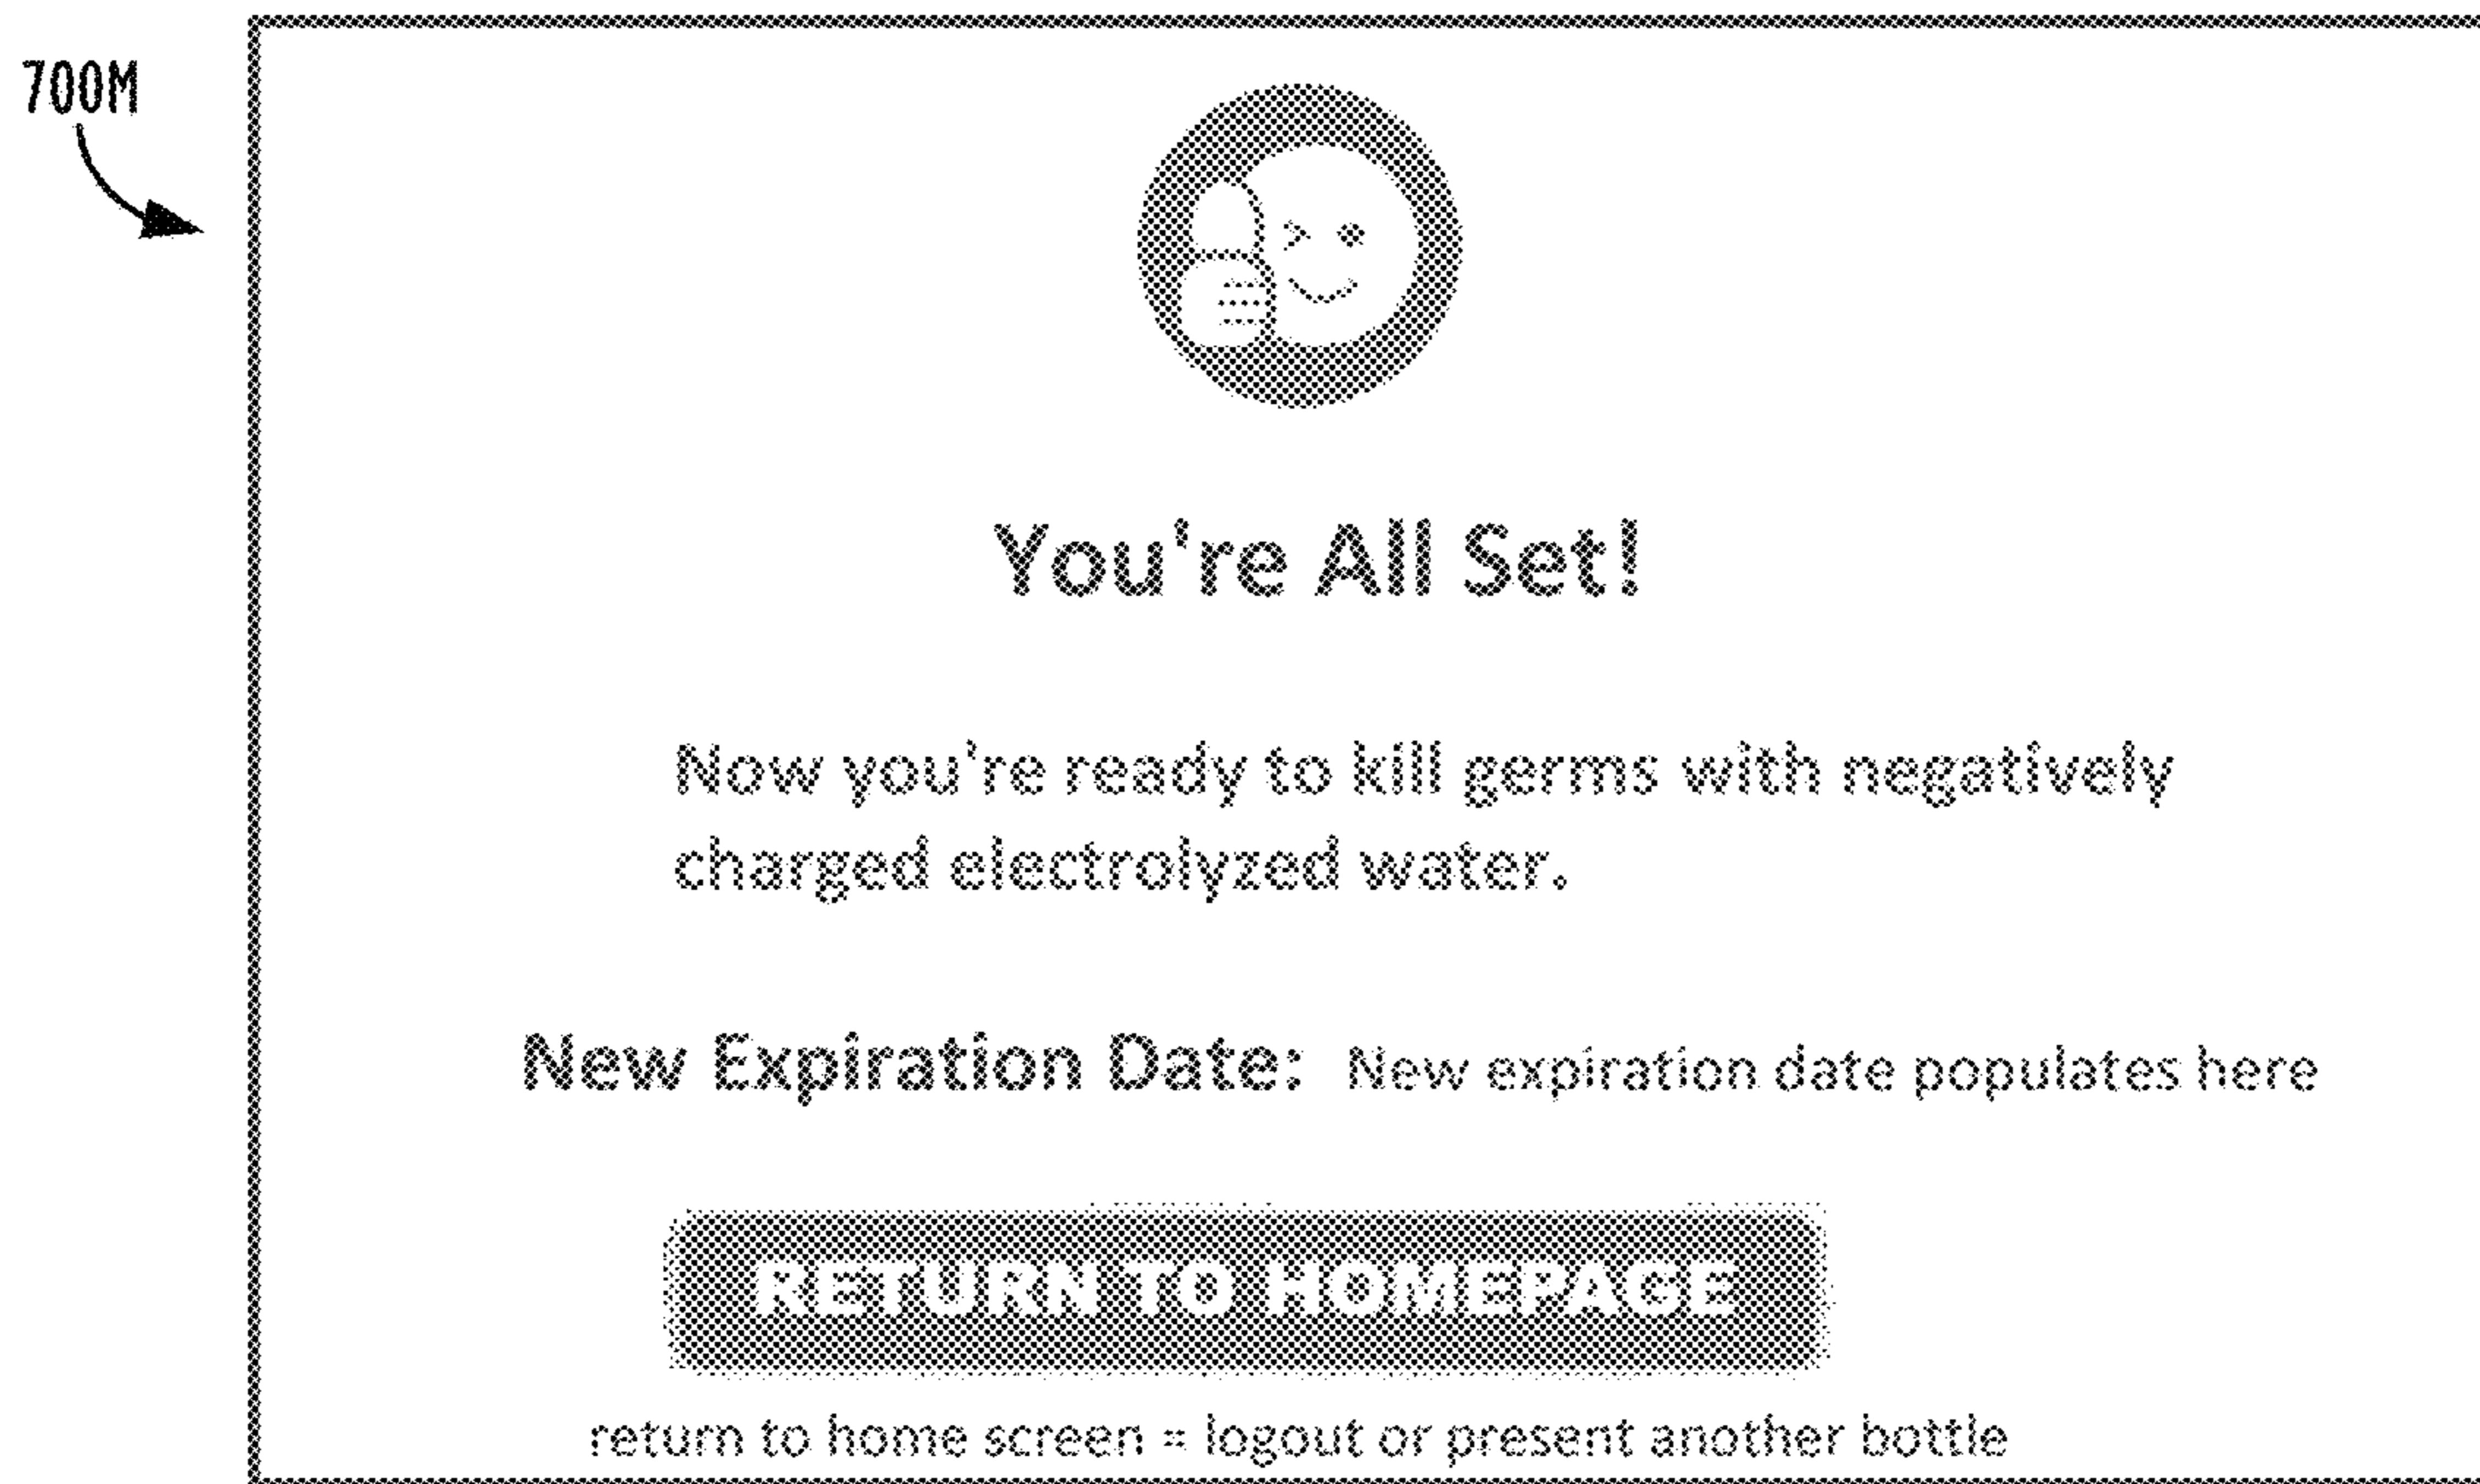 700M
You're All Set!
Now you're ready to kill germs with negatively
charged electrolyzed water.
New Expiration Date: New expiration date populates here
RETURN TO HOMEPAGE
return to home screen = logout or present another bottle